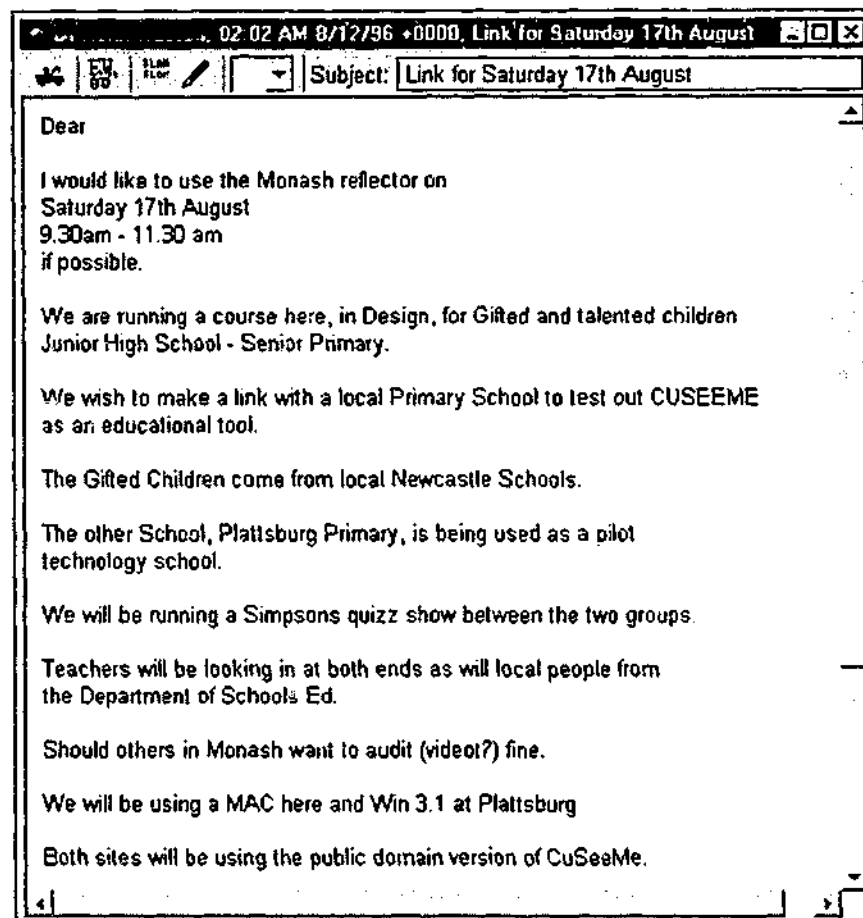 02:02 AM 8/12/96 +0000, Link for Saturday 17th August
Subject: Link for Saturday 17th August
Dear
I would like to use the Monash reflector on
Saturday 17th August
9.30am - 11.30 am
if possible.
We are running a course here, in Design, for Gifted and talented children
Junior High School - Senior Primary.
We wish to make a link with a local Primary School to test out CUSEEME
as an educational tool.
The Gifted Children come from local Newcastle Schools.
The other School, Plattsburg Primary, is being used as a pilot
technology school.
We will be running a Simpsons quizz show between the two groups.
Teachers will be looking in at both ends as will local people from
the Department of Schools Ed.
Should others in Monash want to audit (videot?) fine.
We will be using a MAC here and Win 3.1 at Plattsburg
Both sites will be using the public domain version of CuSeeMe.